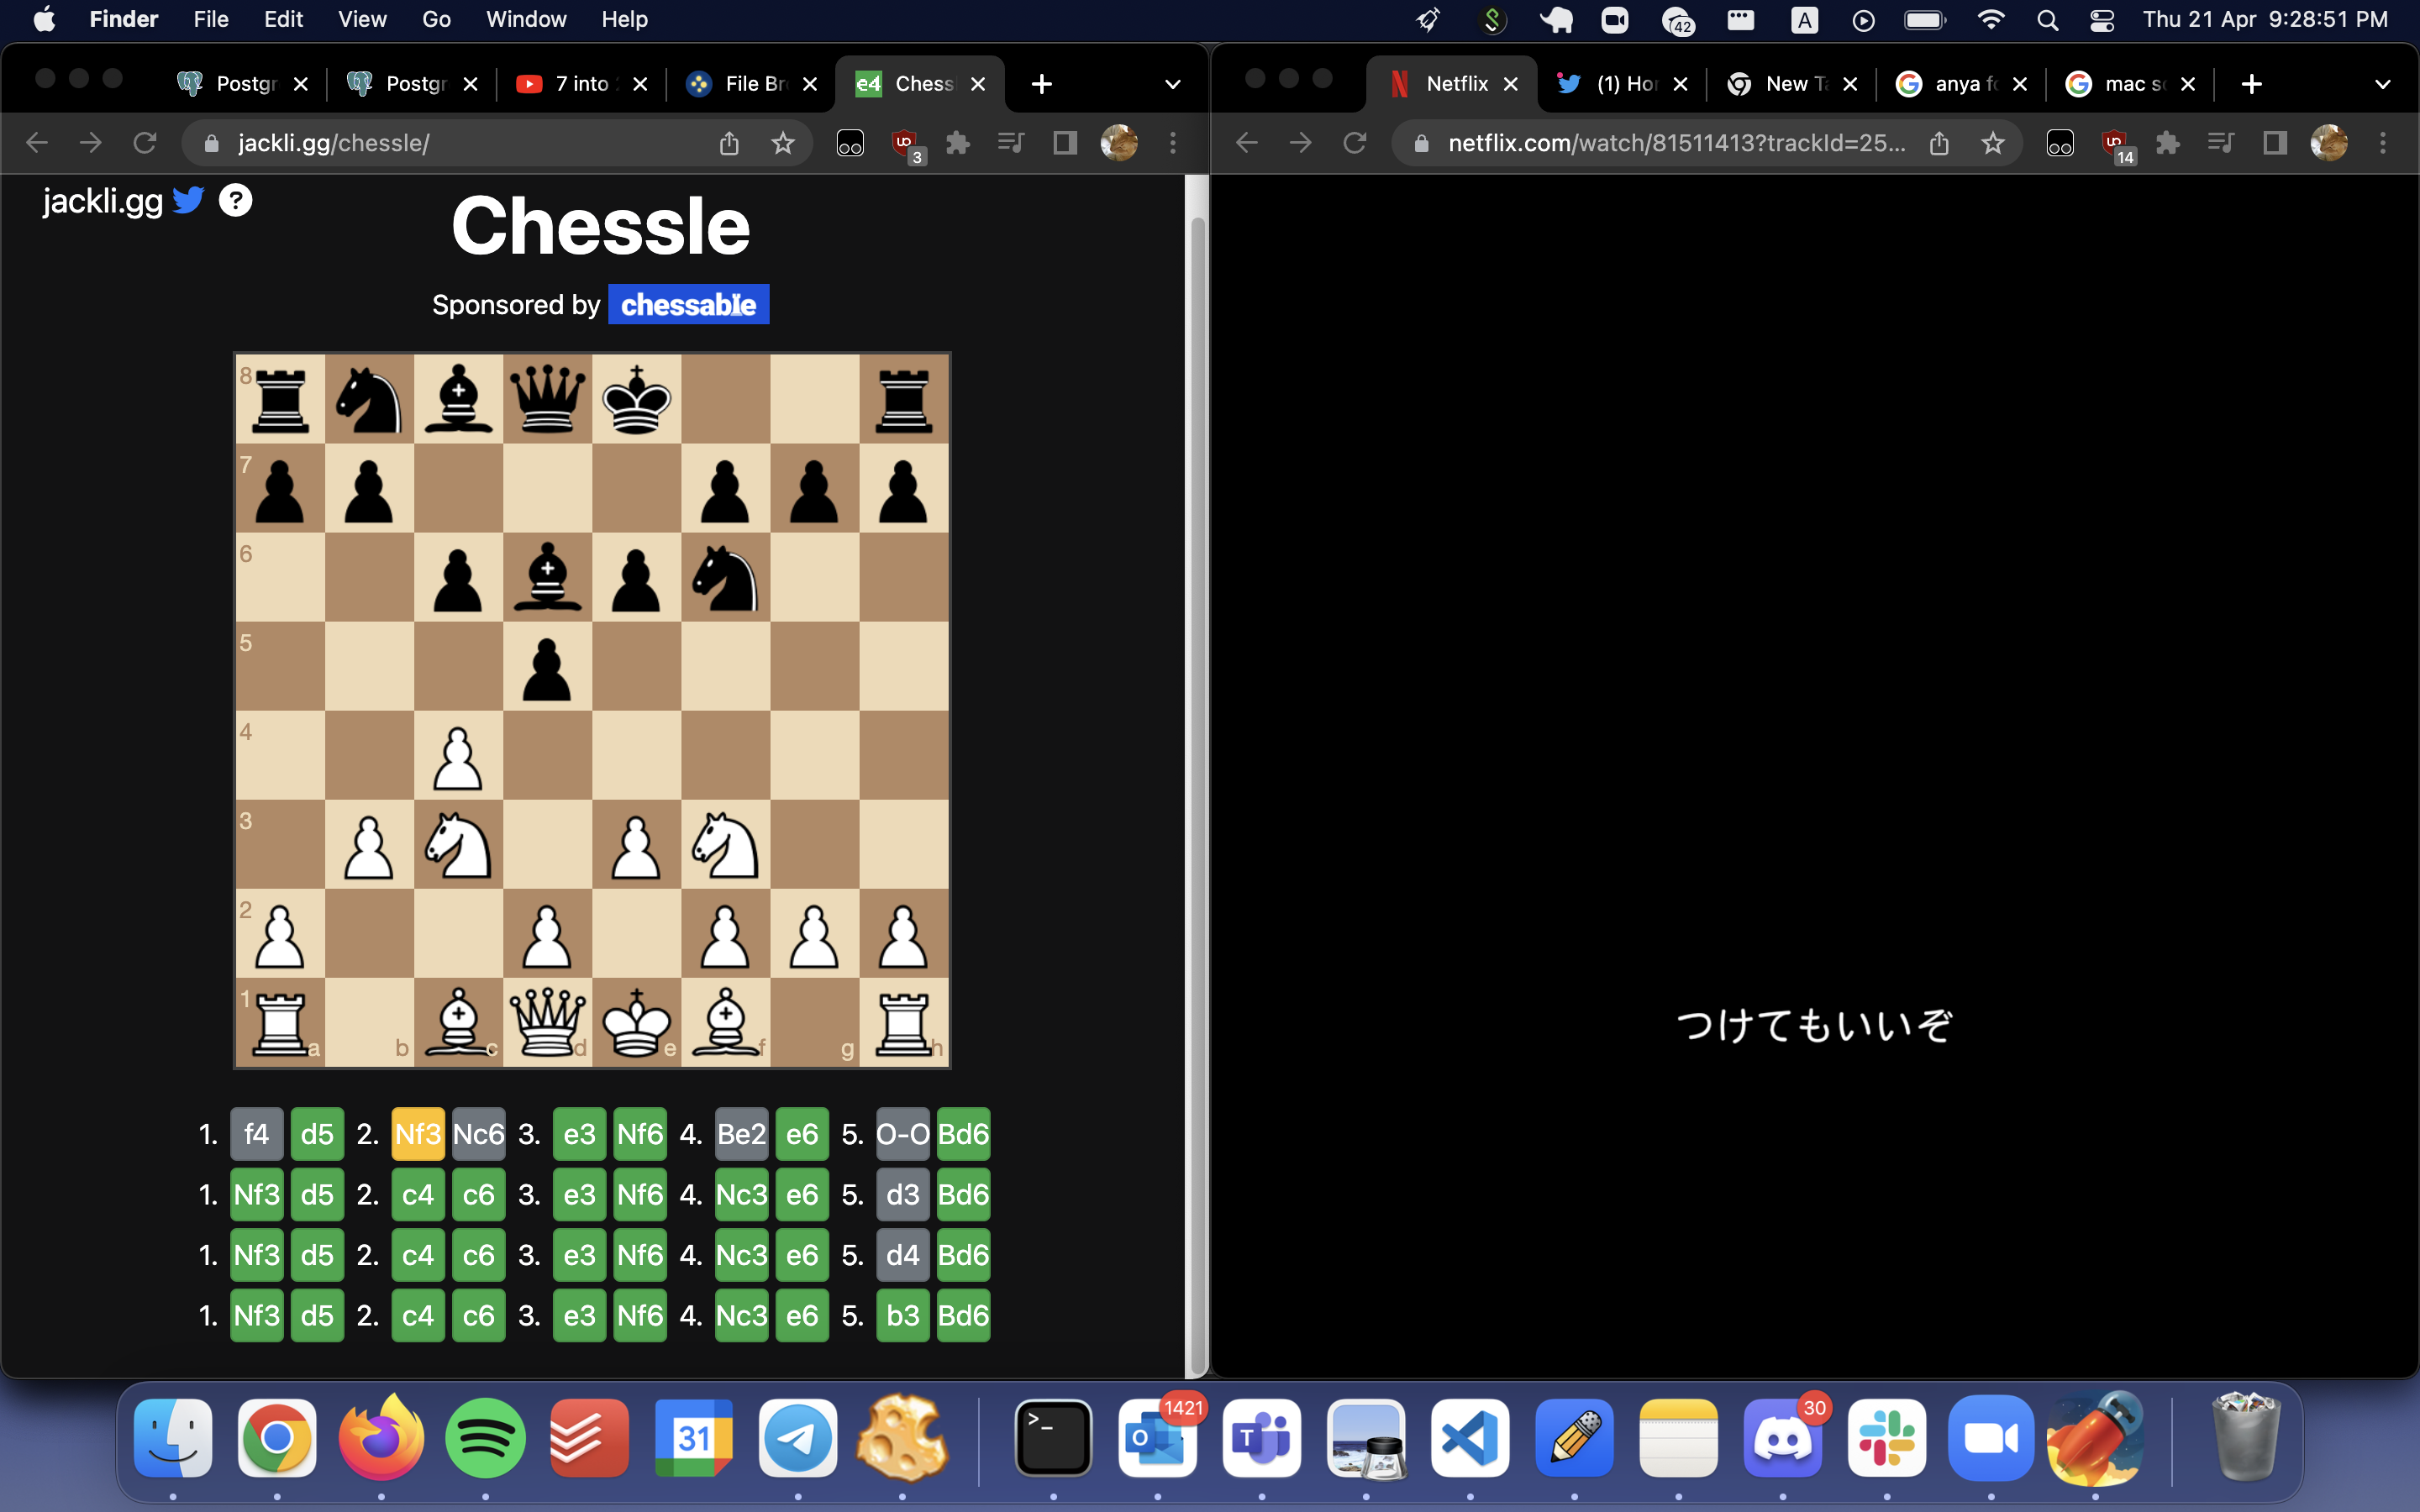 Finder File Edit View Go Window Help 42 A Thu 21 Apr 9:28:51 PM
Postgr Postgr 7 into File Br e4 Chess
jackli.gg/chessle/ 3
jackli.gg ?
Chessle
Sponsored by chessable
8
7
6
5
4
3
2
1 a b c d e f g h
1. f4 d5 2. Nf3 Nc6 3. e3 Nf6 4. Be2 e6 5. O-O Bd6
1. Nf3 d5 2. c4 c6 3. e3 Nf6 4. Nc3 e6 5. d3 Bd6
1. Nf3 d5 2. c4 c6 3. e3 Nf6 4. Nc3 e6 5. d4 Bd6
1. Nf3 d5 2. c4 c6 3. e3 Nf6 4. Nc3 e6 5. b3 Bd6
Netflix (1) Ho New Ta anya fo mac sc
netflix.com/watch/81511413?trackId=25... 14
つけてもいいぞ
31 >_ O 1421 T 30